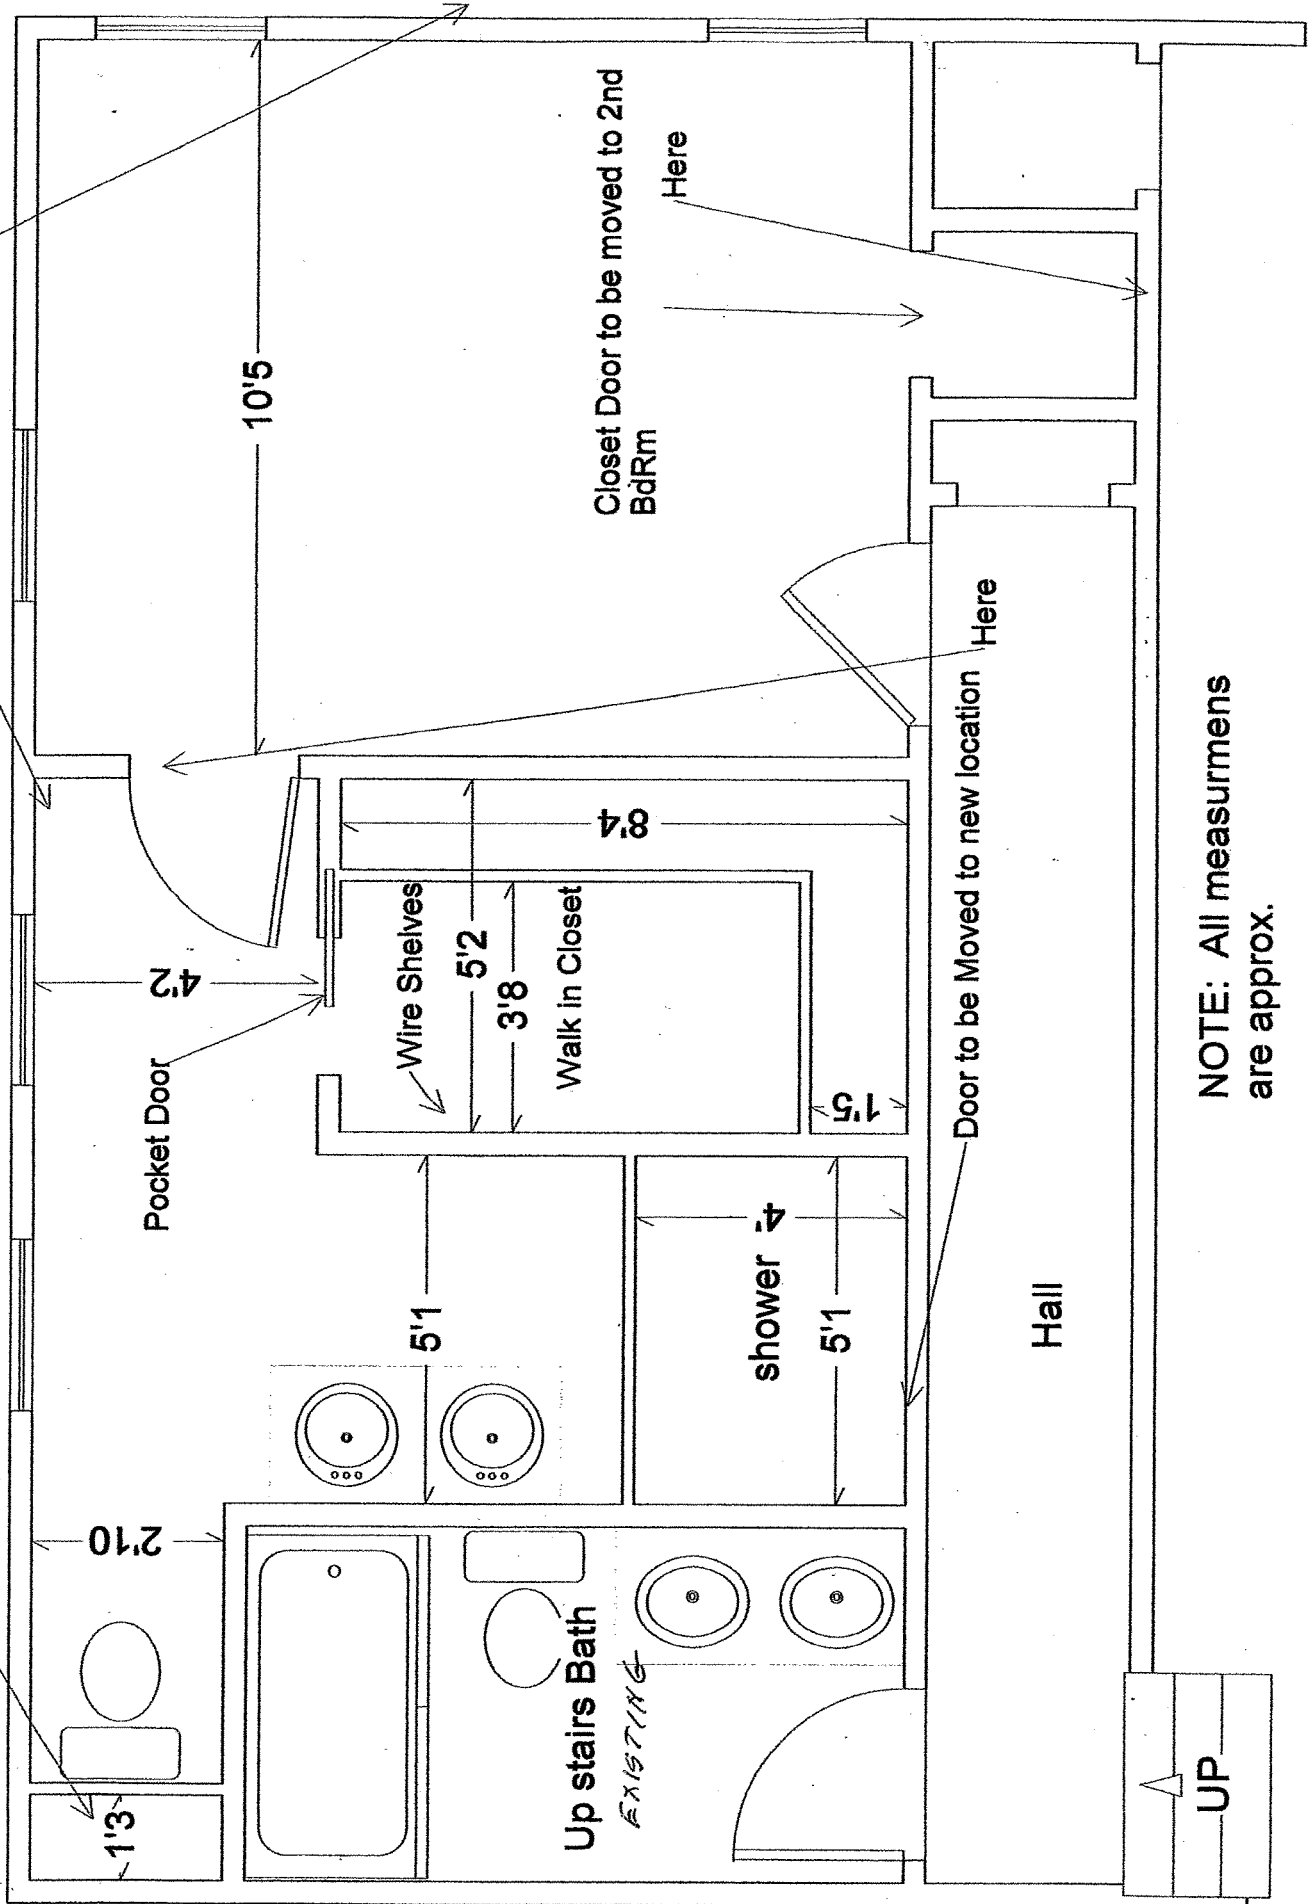 10'5
Closet Door to be moved to 2nd
BdRm
Here
Here
Door to be Moved to new location
4'2
Pocket Door
Wire Shelves
5'2
3'8
Walk in Closet
8'4
1'5
5'1
shower
4'
5'1
2'10
1'3
Up stairs Bath
EXISTING
Hall
UP
NOTE: All measurmens
are approx.